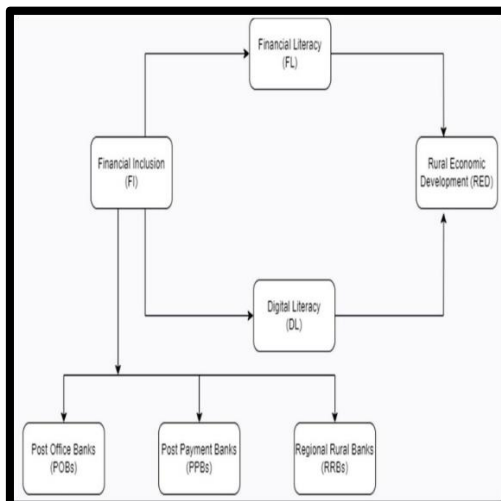 Financial Literacy
(FL)
Financial Inclusion
(FI)
Rural Economic
Development (RED)
Digital Literacy
(DL)
Post Office Banks
(POBs)
Post Payment Banks
(PPBs)
Regional Rural Banks
(RRBs)